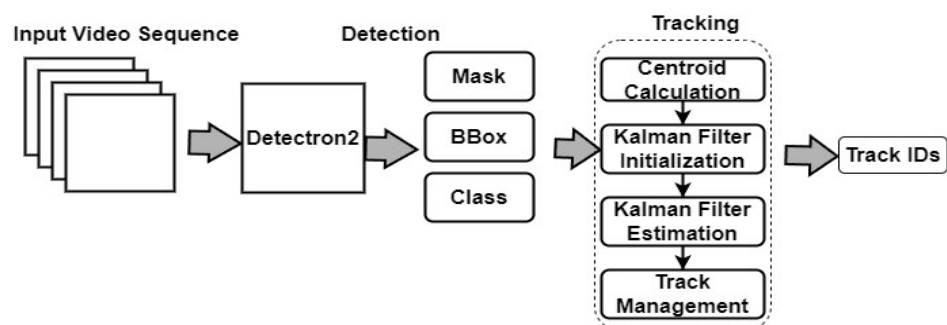 Input Video Sequence
Detectron2
Detection
Mask
BBox
Class
Tracking
Centroid
Calculation
Kalman Filter
Initialization
Kalman Filter
Estimation
Track
Management
Track IDs